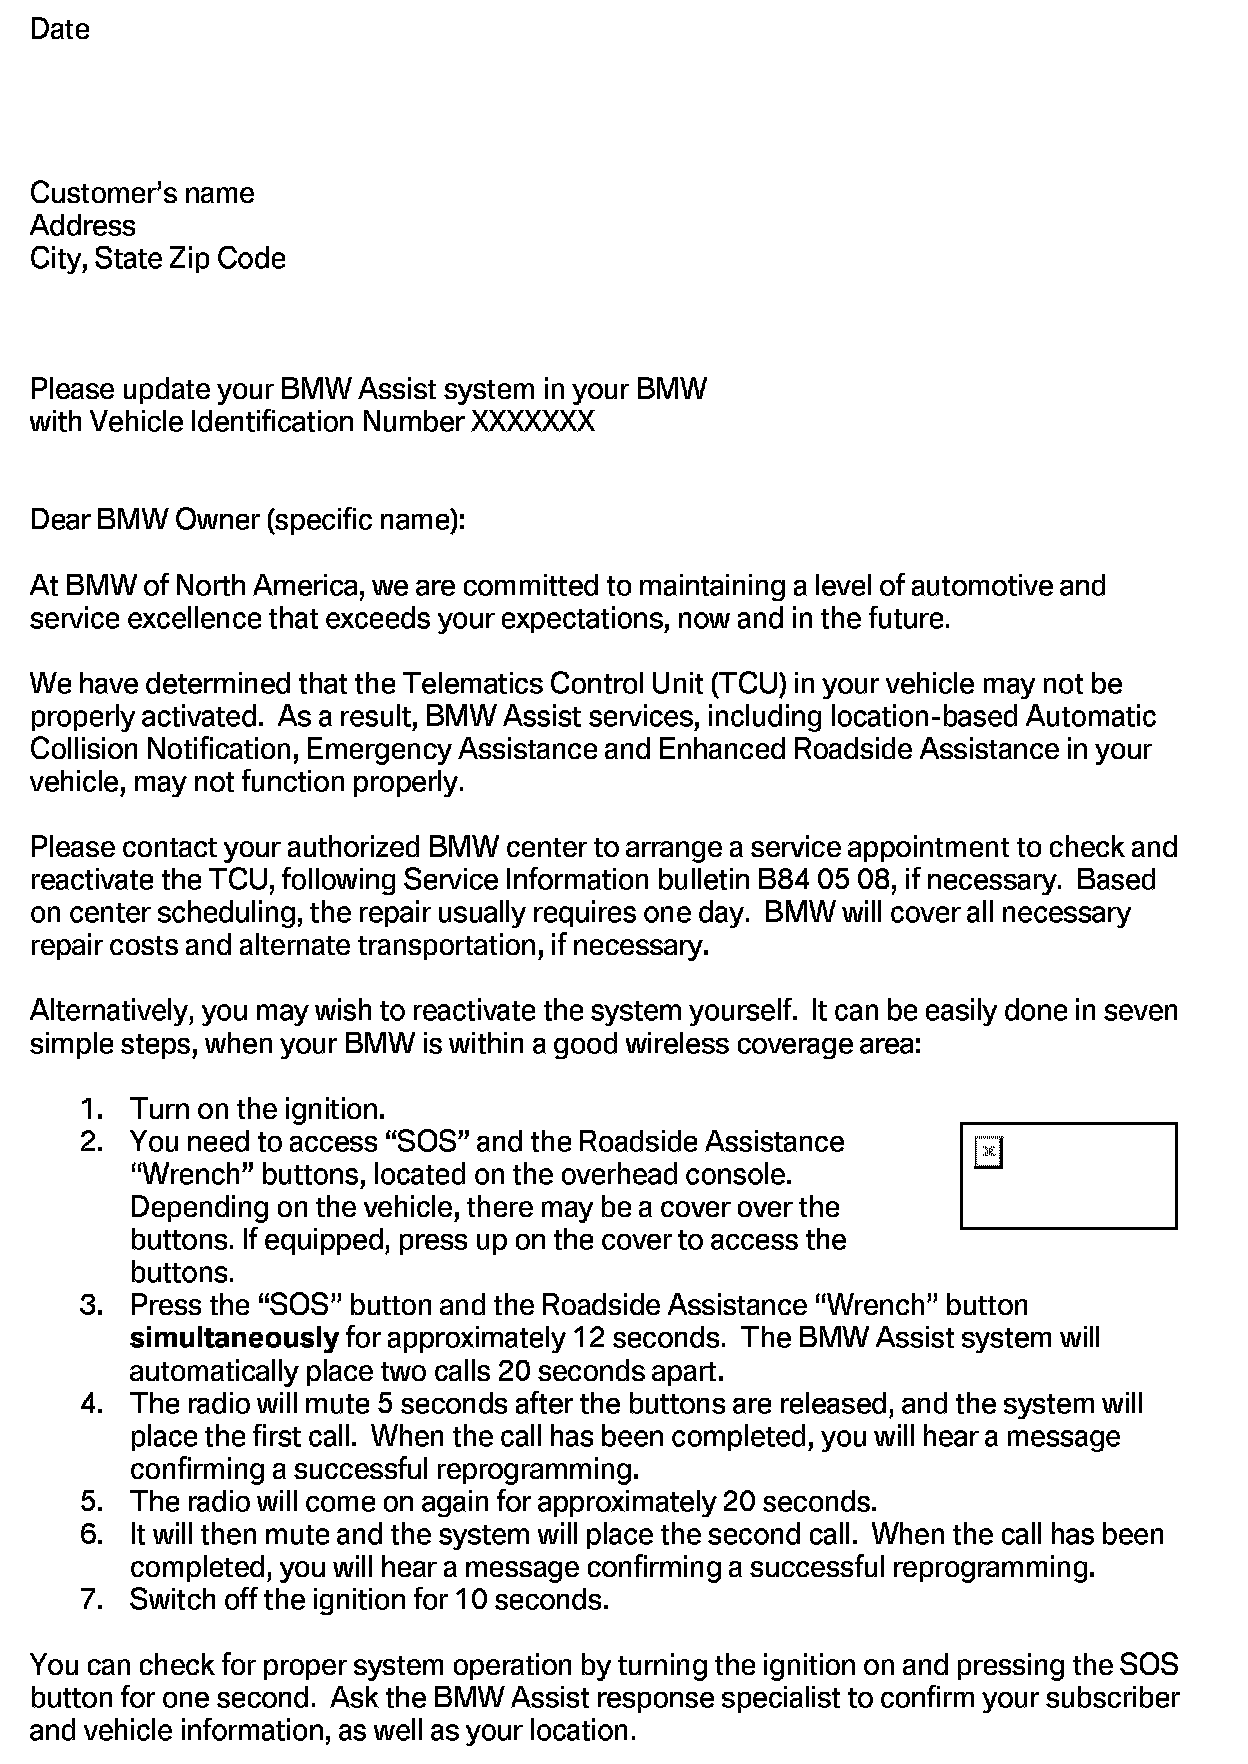 Date
Customer's name
Address
City, State Zip Code
Please update your BMW Assist system in your BMW
with Vehicle Identification Number XXXXXXX
Dear BMW Owner (specific name):
At BMW of North America, we are committed to maintaining a level of automotive and
service excellence that exceeds your expectations, now and in the future.
We have determined that the Telematics Control Unit (TCU) in your vehicle may not be
properly activated.  As a result, BMW Assist services, including location-based Automatic
Collision Notification, Emergency Assistance and Enhanced Roadside Assistance in your
vehicle, may not function properly.
Please contact your authorized BMW center to arrange a service appointment to check and
reactivate the TCU, following Service Information bulletin B84 05 08, if necessary.  Based
on center scheduling, the repair usually requires one day.  BMW will cover all necessary
repair costs and alternate transportation, if necessary.
Alternatively, you may wish to reactivate the system yourself.  It can be easily done in seven
simple steps, when your BMW is within a good wireless coverage area:
1. Turn on the ignition.
2. You need to access “SOS” and the Roadside Assistance
“Wrench” buttons, located on the overhead console.
Depending on the vehicle, there may be a cover over the
buttons. If equipped, press up on the cover to access the
buttons.
3. Press the “SOS” button and the Roadside Assistance “Wrench” button
simultaneously for approximately 12 seconds.  The BMW Assist system will
automatically place two calls 20 seconds apart.
4. The radio will mute 5 seconds after the buttons are released, and the system will
place the first call.  When the call has been completed, you will hear a message
confirming a successful reprogramming.
5. The radio will come on again for approximately 20 seconds.
6. It will then mute and the system will place the second call.  When the call has been
completed, you will hear a message confirming a successful reprogramming.
7. Switch off the ignition for 10 seconds.
You can check for proper system operation by turning the ignition on and pressing the SOS
button for one second.  Ask the BMW Assist response specialist to confirm your subscriber
and vehicle information, as well as your location.